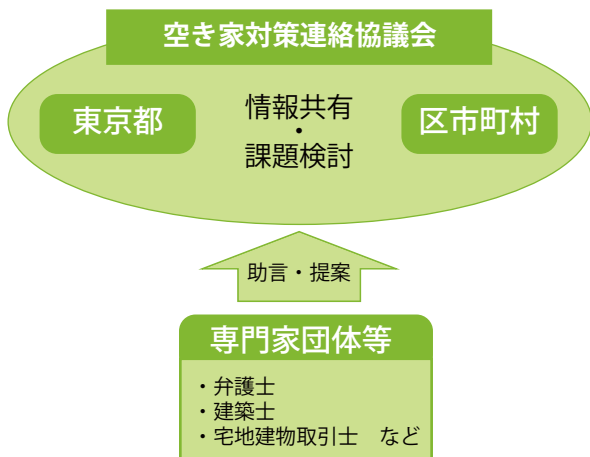 空き家対策連絡協議会
東京都
情報共有
・
課題検討
区市町村
助言・提案
専門家団体等
・弁護士
・建築士
・宅地建物取引士　など